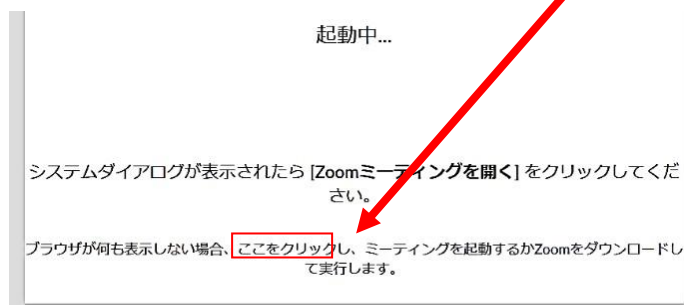 起動中...
システムダイアログが表示されたら [Zoomミーティングを開く] をクリックしてくだ
さい。
ブラウザが何も表示しない場合、ここをクリックし、ミーティングを起動するかZoomをダウンロードし
て実行します。